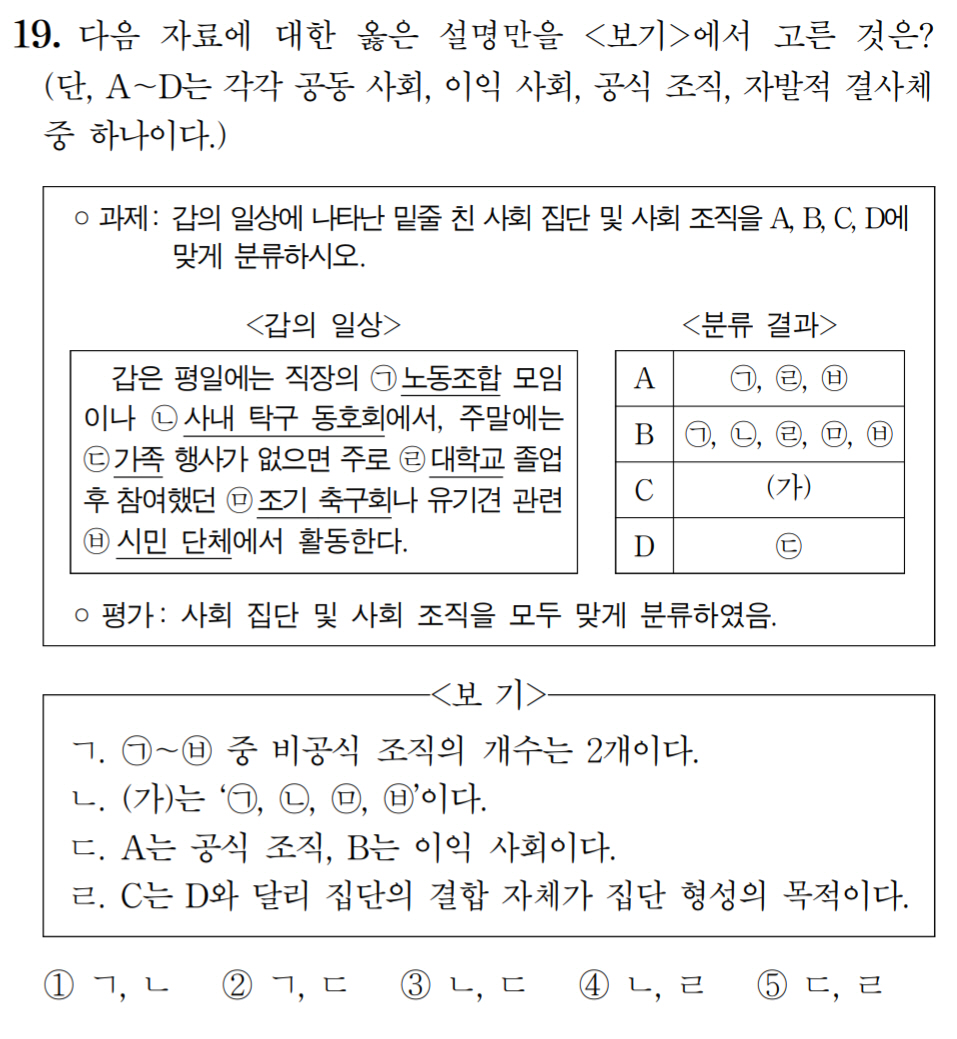 19. 다음 자료에 대한 옳은 설명만을 <보기>에서 고른 것은?
(단, A~D는 각각 공동 사회, 이익 사회, 공식 조직, 자발적 결사체
중 하나이다.)
○ 과제: 갑의 일상에 나타난 밑줄 친 사회 집단 및 사회 조직을 A, B, C, D에
맞게 분류하시오.
<갑의 일상>
갑은 평일에는 직장의 ㉠노동조합 모임
이나 ㉡사내 탁구 동호회에서, 주말에는
㉢가족 행사가 없으면 주로 ㉣대학교 졸업
후 참여했던 ㉤조기 축구회나 유기견 관련
㉥시민 단체에서 활동한다.
<분류 결과>
A ㉠, ㉣, ㉥
B ㉠, ㉡, ㉣, ㉤, ㉥
C (가)
D ㉢
○ 평가: 사회 집단 및 사회 조직을 모두 맞게 분류하였음.
<보 기>
ㄱ. ㉠~㉥ 중 비공식 조직의 개수는 2개이다.
ㄴ. (가)는 ‘㉠, ㉡, ㉤, ㉥’이다.
ㄷ. A는 공식 조직, B는 이익 사회이다.
ㄹ. C는 D와 달리 집단의 결합 자체가 집단 형성의 목적이다.
① ㄱ, ㄴ ② ㄱ, ㄷ ③ ㄴ, ㄷ ④ ㄴ, ㄹ ⑤ ㄷ, ㄹ